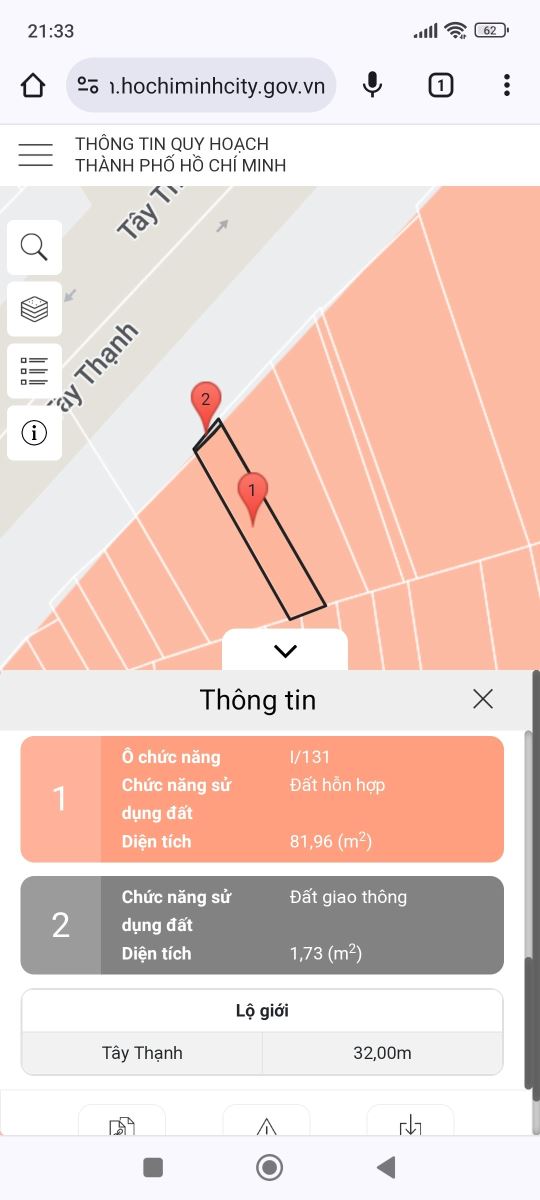 21:33
62
ı.hochiminhcity.gov.vn
1
THÔNG TIN QUY HOẠCH
THÀNH PHỐ HỒ CHÍ MINH
Tây Th
Tây Thạnh
2
1
Thông tin
1
Ô chức năng I/131
Chức năng sử Đất hỗn hợp
dụng đất
Diện tích 81,96 (m²)
2
Chức năng sử Đất giao thông
dụng đất
Diện tích 1,73 (m²)
Lộ giới
Tây Thạnh 32,00m